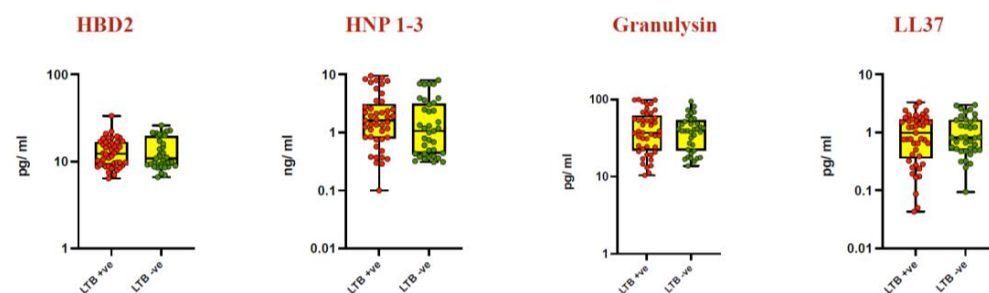 HBD2
HNP 1-3
Granulysin
LL37
100
10
1
pg/ ml
LTB +ve
LTB -ve
10
1
0.1
0.01
ng/ ml
LTB +ve
LTB -ve
100
10
1
pg/ ml
LTB +ve
LTB -ve
10
1
0.1
0.01
pg/ ml
LTB +ve
LTB -ve